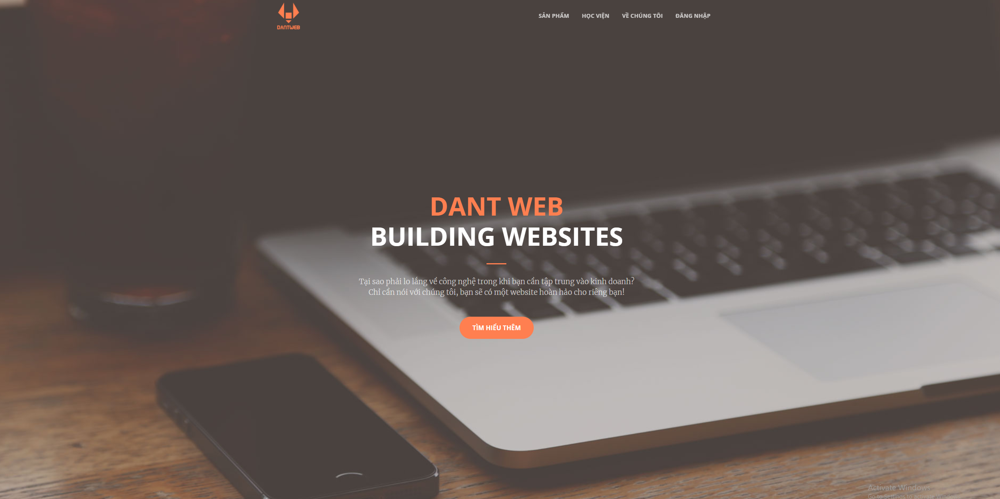 DANTWEB
SẢN PHẨM HỌC VIỆN VỀ CHÚNG TÔI ĐĂNG NHẬP
DANT WEB
BUILDING WEBSITES
Tại sao phải lo lắng về công nghệ trong khi bạn cần tập trung vào kinh doanh?
Chỉ cần nói với chúng tôi, bạn sẽ có một website hoàn hảo cho riêng bạn!
TÌM HIỂU THÊM
Activate Windows
Go to Settings to activate Windows.